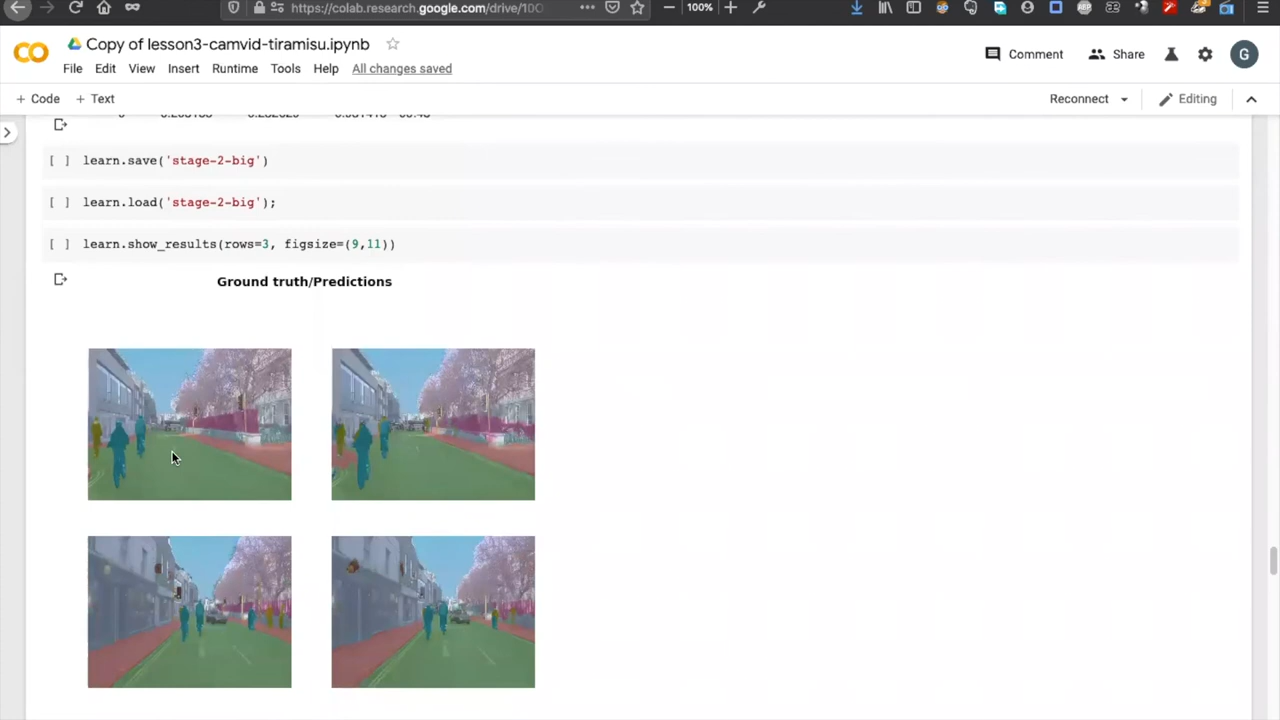 https://colab.research.google.com/drive/100
100%
Copy of lesson3-camvid-tiramisu.ipynb
Comment
Share
G
File Edit View Insert Runtime Tools Help All changes saved
+ Code + Text
Reconnect
Editing
[ ] learn.save('stage-2-big')
[ ] learn.load('stage-2-big');
[ ] learn.show_results(rows=3, figsize=(9,11))
Ground truth/Predictions